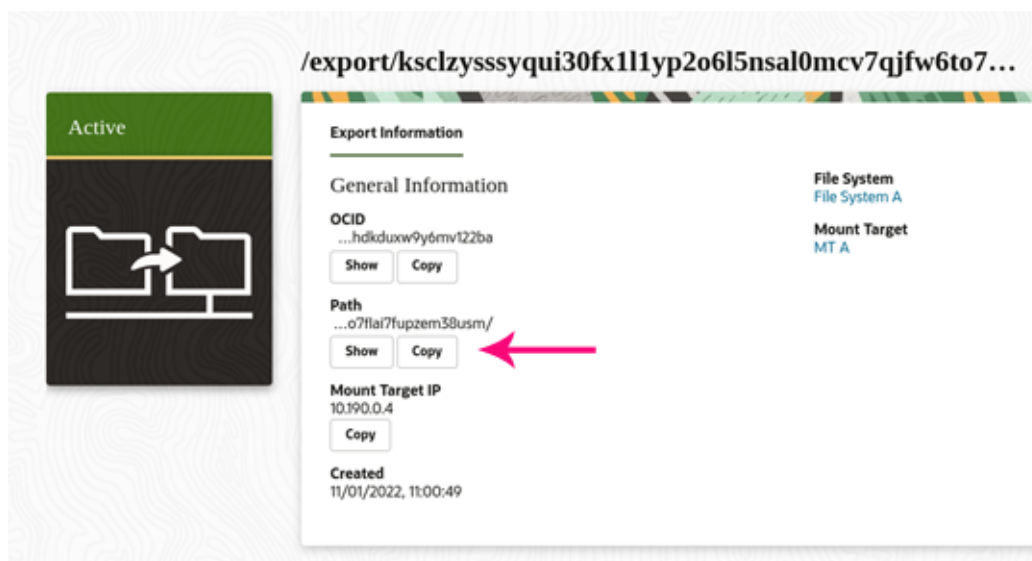 /export/ksclzysssyqui30fx1l1yp2o6l5nsal0mcv7qjfw6to7...
Active
Export Information
General Information
OCID
...hdkduxw9y6mv122ba
Show Copy
Path
...o7flai7fupzem38usm/
Show Copy
Mount Target IP
10.190.0.4
Copy
Created
11/01/2022, 11:00:49
File System
File System A
Mount Target
MT A